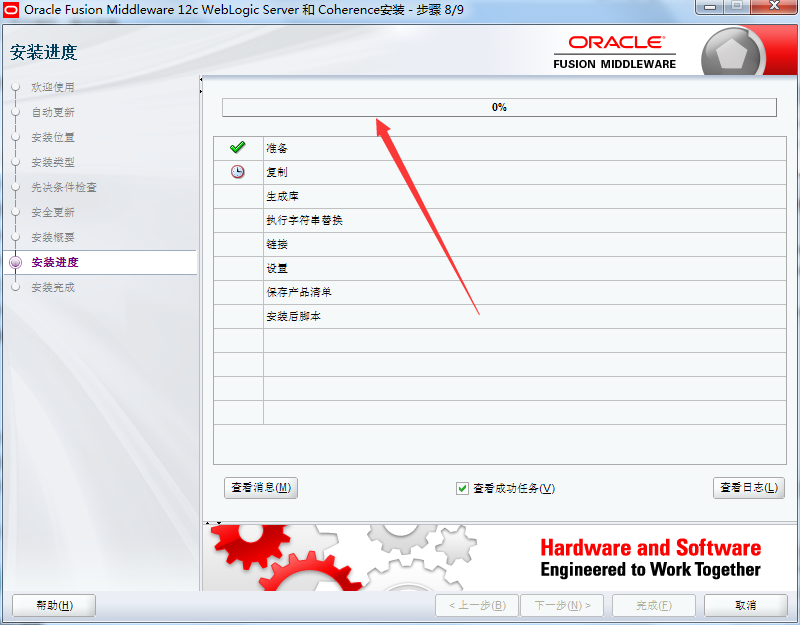 Oracle Fusion Middleware 12c WebLogic Server 和 Coherence安装 - 步骤 8/9
安装进度
ORACLE
FUSION MIDDLEWARE
欢迎使用
自动更新
安装位置
安装类型
先决条件检查
安全更新
安装概要
安装进度
安装完成
0%
准备
复制
生成库
执行字符串替换
链接
设置
保存产品清单
安装后脚本
查看消息(M)
查看成功任务(V)
查看日志(L)
Hardware and Software
Engineered to Work Together
帮助(H)
< 上一步(B)
下一步(N) >
完成(F)
取消